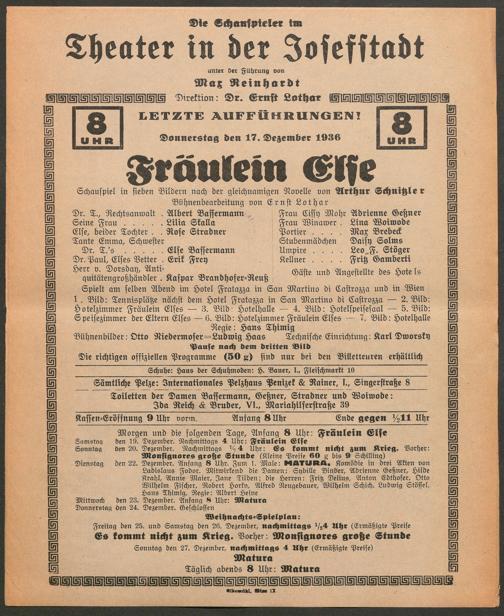 Die Schauspieler im
Theater in der Josefstadt
unter der Führung von
Max Reinhardt
Direktion: Dr. Ernst Lothar
8 UHR
LETZTE AUFFÜHRUNGEN!
8 UHR
Donnerstag den 17. Dezember 1936
Fräulein Else
Schauspiel in sieben Bildern nach der gleichnamigen Novelle von Arthur Schnitzler
Bühnenbearbeitung von Ernst Lothar
Dr. T., Rechtsanwalt . Albert Bassermann
Frau . . . . . Lilia Skalla
Else, beider Tochter . Rose Stradner
Tante Emma, Schwester
Dr. T.'s . . . Else Bassermann
Dr. Paul, Elses Vetter . Erik Frey
Herr v. Dorsday, Anti-
quitätengroßhändler . Kaspar Brandhofer-Reuß
Frau Cissy Mohr Adrienne Geßner
Frau Winawer . Lina Woiwode
Portier . . . Max Brebeck
Stubenmädchen Daisy Solms
Umpire . . . Leo F. Stöger
Kellner . . . Fritz Gamberti
Gäste und Angestellte des Hotels
Spielt am selben Abend im Hotel Fratazza in San Martino di Castrozza und in Wien
1. Bild: Tennisplätze nächst dem Hotel Fratazza in San Martino di Castrozza — 2. Bild:
Hotelzimmer Fräulein Elses — 3. Bild: Hotelhalle — 4. Bild: Hotelspeisesaal — 5. Bild:
Speisezimmer der Eltern Elses — 6. Bild: Hotelzimmer Fräulein Elses — 7. Bild: Hotelhalle
Regie: Hans Thimig
Bühnenbilder: Otto Niedermoser—Ludwig Haas Technische Einrichtung: Karl Dworsky
Pause nach dem dritten Bild
Die richtigen offiziellen Programme (50 g) sind nur bei den Billetteuren erhältlich
Schuhe: Haus der Schuhmoden: H. Bauer, I., Fleischmarkt 10
Sämtliche Pelze: Internationales Pelzhaus Penizek & Rainer, I., Singerstraße 8
Toiletten der Damen Bassermann, Geßner, Stradner und Woiwode:
Ida Reich & Bruder, VI., Mariahilferstraße 39
Kassen-Eröffnung 9 Uhr vorm. Anfang 8 Uhr Ende gegen ½11 Uhr
Morgen und die folgenden Tage, Anfang 8 Uhr: Fräulein Else
Samstag den 19. Dezember. Nachmittags 4 Uhr: Fräulein Else
Sonntag den 20. Dezember, nachmittags ¼4 Uhr: Es kommt nicht zum Krieg. Vorher:
Monsignores große Stunde (Kleine Preise 60 g bis 9 Schilling)
Dienstag den 22. Dezember. Anfang 8 Uhr. Zum 1. Male: MATURA. Komödie in drei Akten von
Ladislaus Fodor. Mitwirkend die Damen: Sybille Binder, Adrienne Geßner, Hilde
Krahl, Annie Maier, Jane Tilden; die Herren: Fritz Delius, Anton Edthofer, Otto
Wilhelm Fischer, Robert Horky, Alfred Neugebauer, Wilhelm Schich, Ludwig Stössel,
Hans Thimig. Regie: Albert Heine
Mittwoch den 23. Dezember. Anfang 8 Uhr: Matura
Donnerstag den 24. Dezember. Geschlossen
Weihnachts-Spielplan:
Freitag den 25. und Samstag den 26. Dezember, nachmittags ¼4 Uhr (Ermäßigte Preise
Es kommt nicht zum Krieg. Vorher: Monsignores große Stunde
Sonntag den 27. Dezember, nachmittags 4 Uhr (Ermäßigte Preise)
Matura
Täglich abends 8 Uhr: Matura